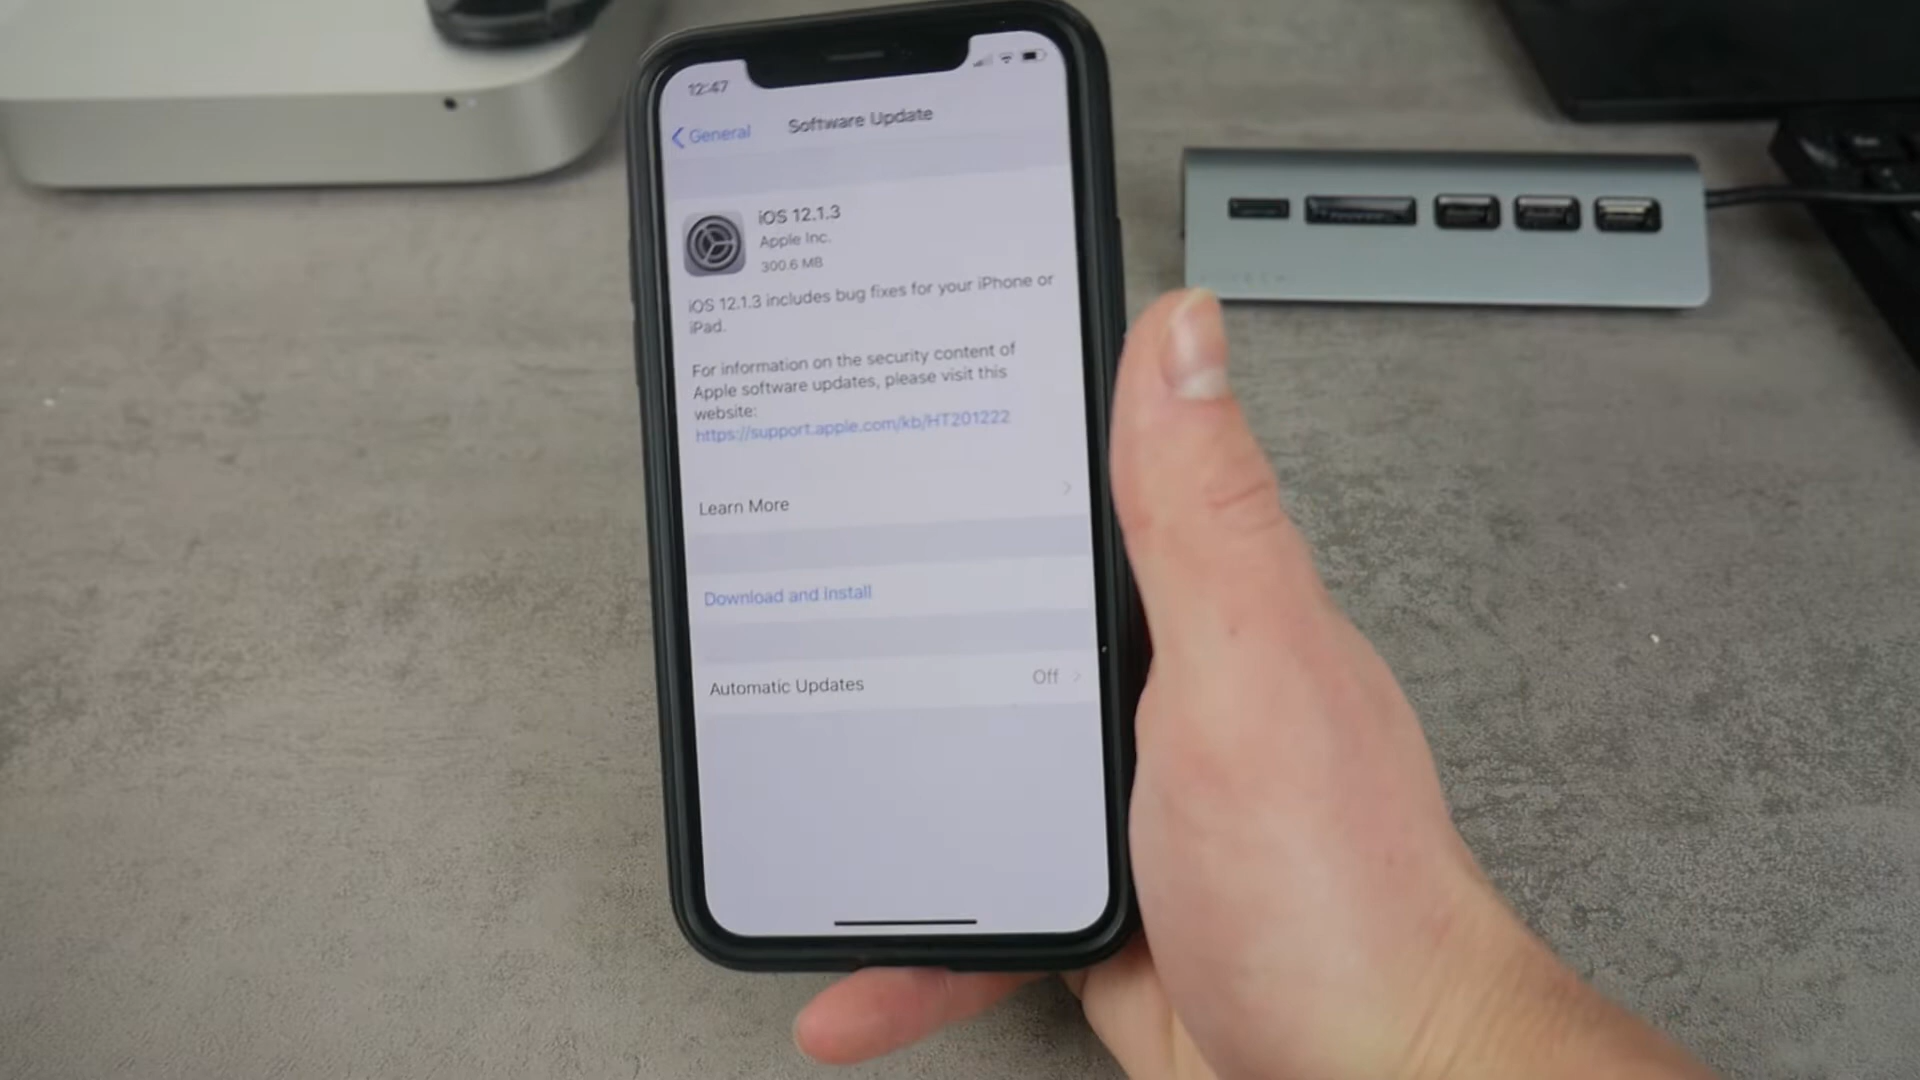 12:47
General
Software Update
iOS 12.1.3
Apple Inc.
300.6 MB
iOS 12.1.3 includes bug fixes for your iPhone or
iPad.
For information on the security content of
Apple software updates, please visit this
website:
https://support.apple.com/kb/HT201222
Learn More
Download and Install
Automatic Updates
Off